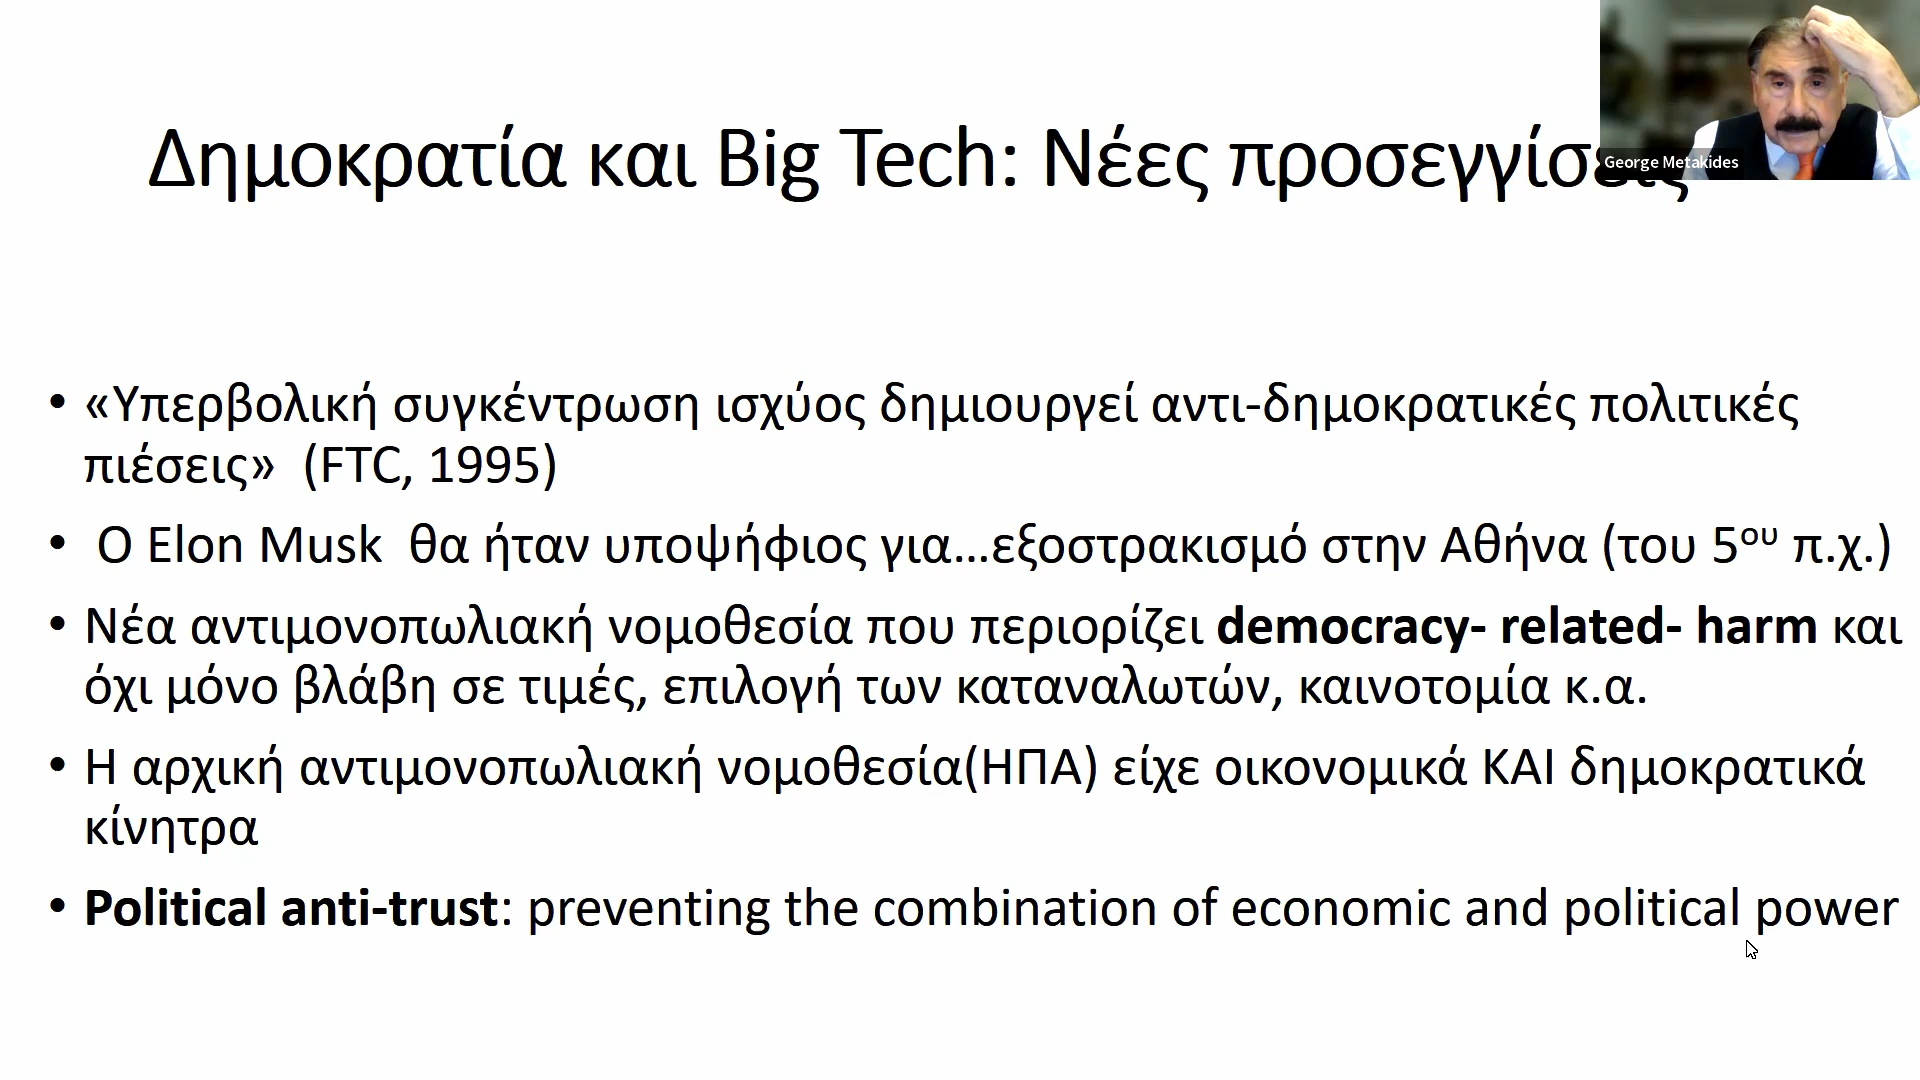 Δημοκρατία και Big Tech: Νέες προσεγγίσεις
George Metakides
• «Υπερβολική συγκέντρωση ισχύος δημιουργεί αντι-δημοκρατικές πολιτικές
πιέσεις» (FTC, 1995)
• Ο Elon Musk θα ήταν υποψήφιος για...εξοστρακισμό στην Αθήνα (του 5ου π.χ.)
• Νέα αντιμονοπωλιακή νομοθεσία που περιορίζει democracy- related- harm και
όχι μόνο βλάβη σε τιμές, επιλογή των καταναλωτών, καινοτομία κ.α.
• Η αρχική αντιμονοπωλιακή νομοθεσία(ΗΠΑ) είχε οικονομικά ΚΑΙ δημοκρατικά
κίνητρα
• Political anti-trust: preventing the combination of economic and political power